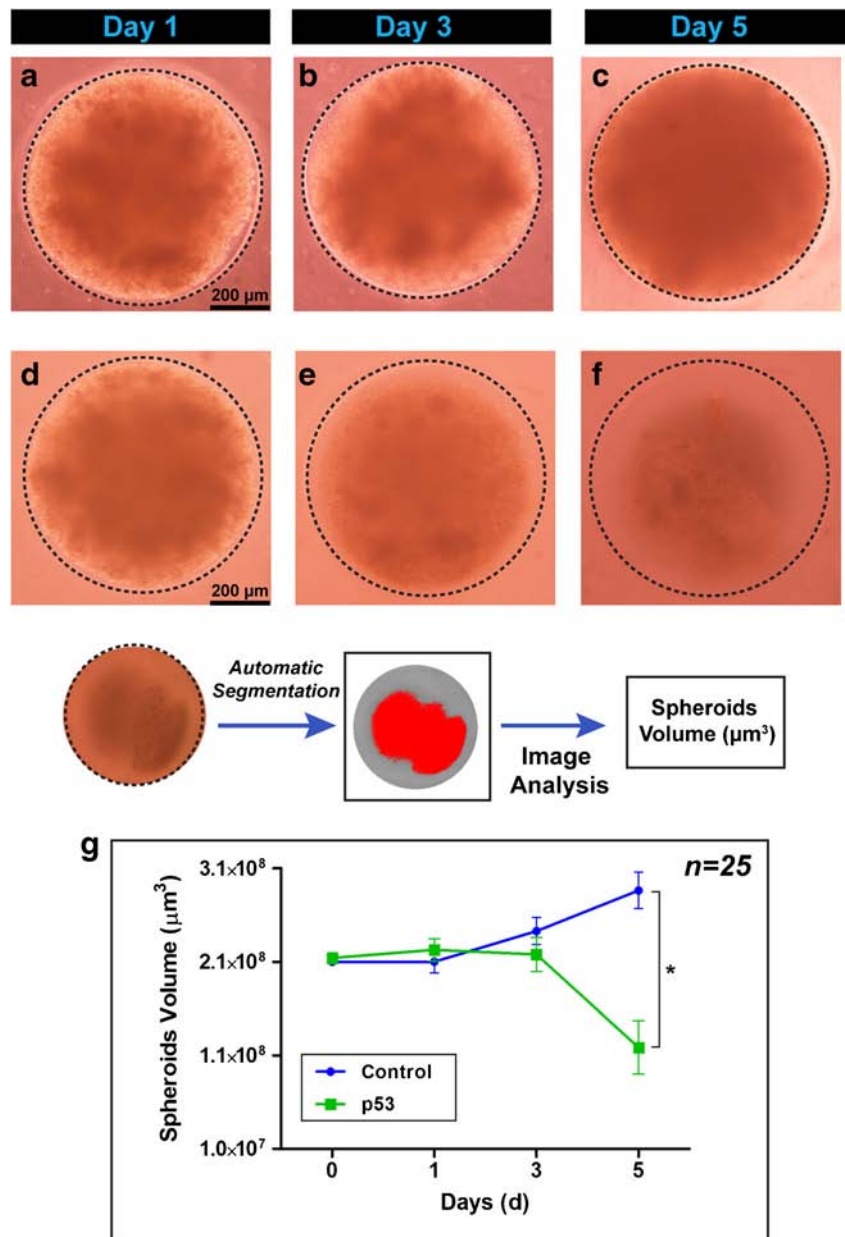 Day 1 Day 3 Day 5
a b c
200 µm
d e f
200 µm
Automatic
Segmentation
Image
Analysis
Spheroids
Volume (µm³)
g
n=25
3.1×10⁸
2.1×10⁸
1.1×10⁸
1.0×10⁷
Spheroids Volume (µm³)
*
Control
p53
0 1 3 5
Days (d)